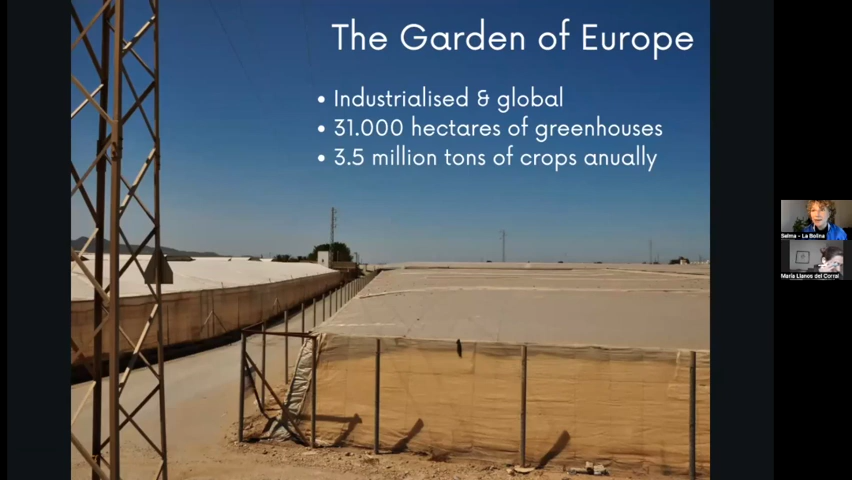 The Garden of Europe
• Industrialised & global
• 31.000 hectares of greenhouses
• 3.5 million tons of crops anually
Selma - La Bolina
María Llanos del Corral